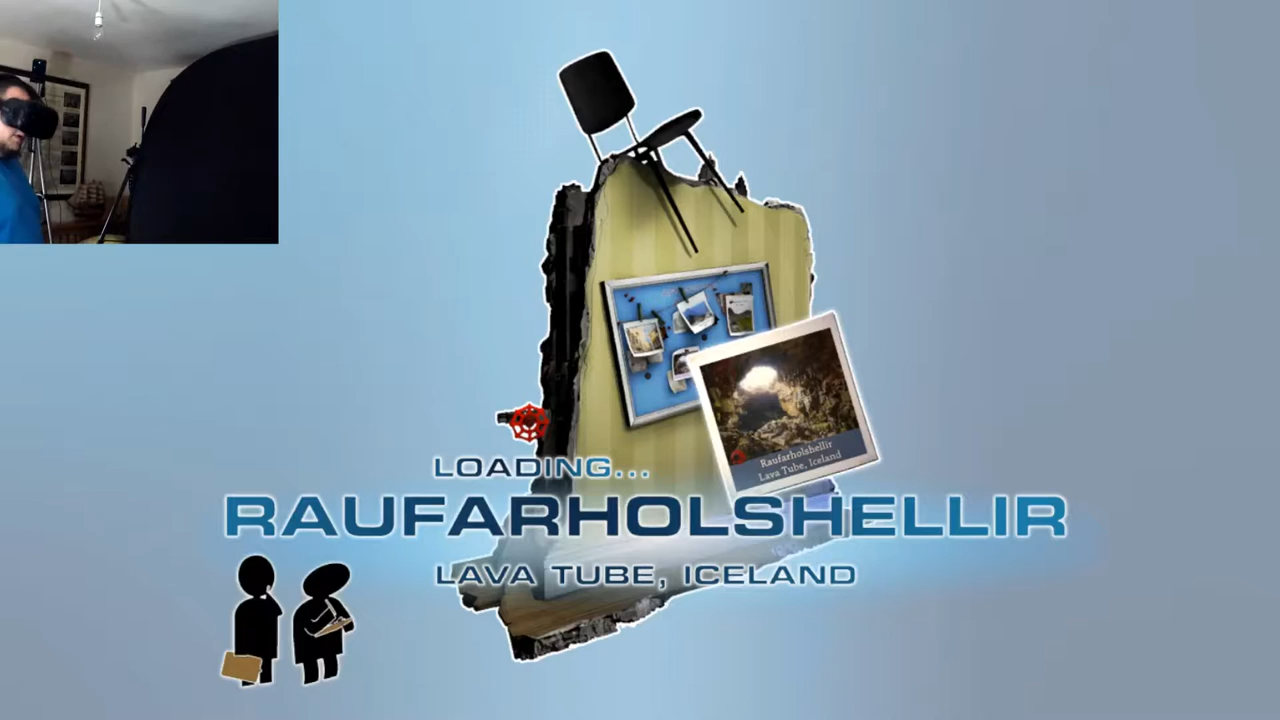 Raufarholshellir
Lava Tube, Iceland
LOADING...
RAUFARHOLSHELLIR
LAVA TUBE, ICELAND